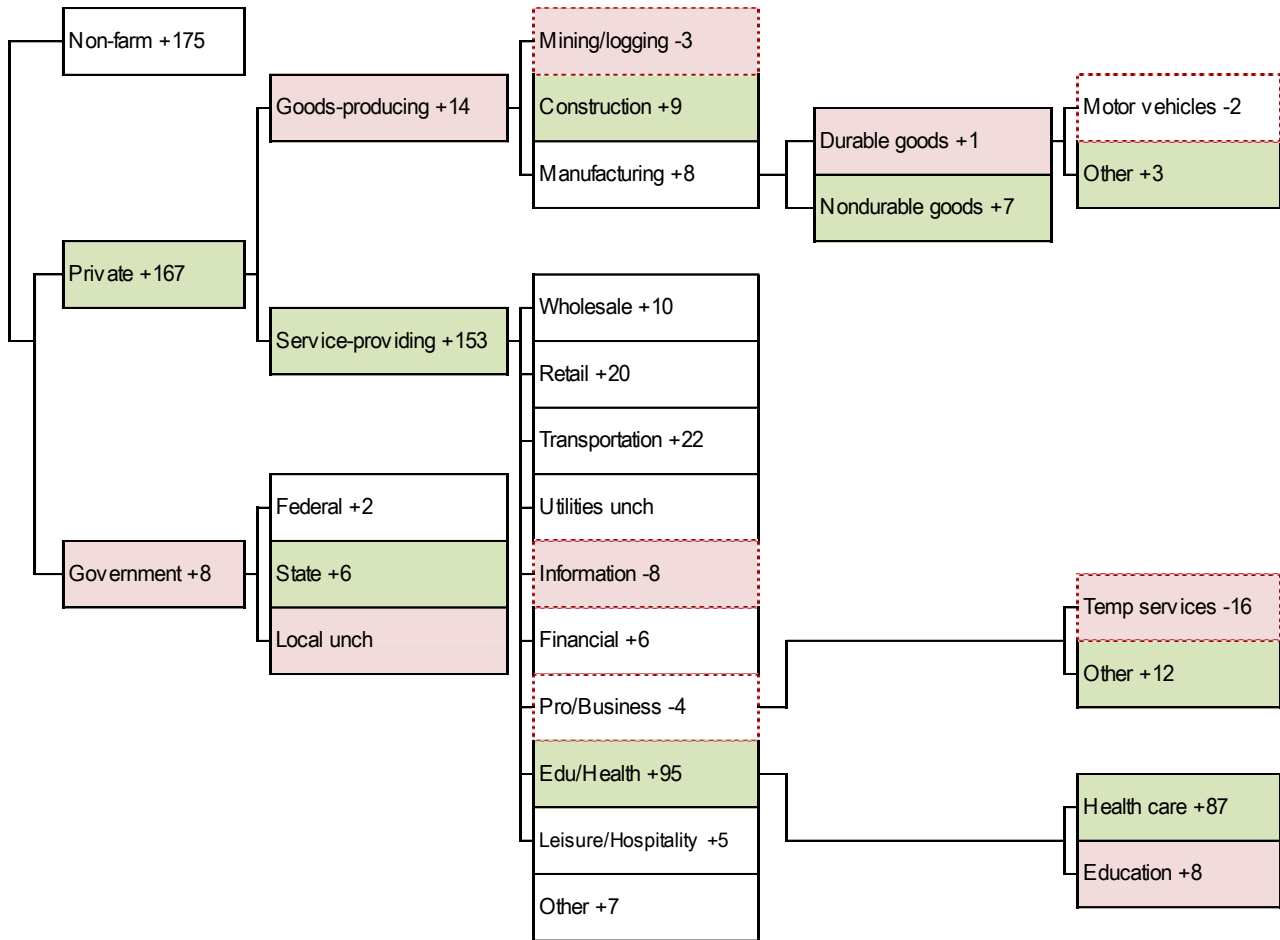 Non-farm +175
Private +167
Government +8
Goods-producing +14
Service-providing +153
Federal +2
State +6
Local unch
Mining/logging -3
Construction +9
Manufacturing +8
Wholesale +10
Retail +20
Transportation +22
Utilities unch
Information -8
Financial +6
Pro/Business -4
Edu/Health +95
Leisure/Hospitality +5
Other +7
Durable goods +1
Nondurable goods +7
Motor vehicles -2
Other +3
Temp services -16
Other +12
Health care +87
Education +8